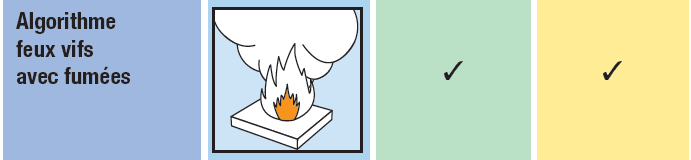 Algorithme
feux vifs
avec fumées
✓ ✓